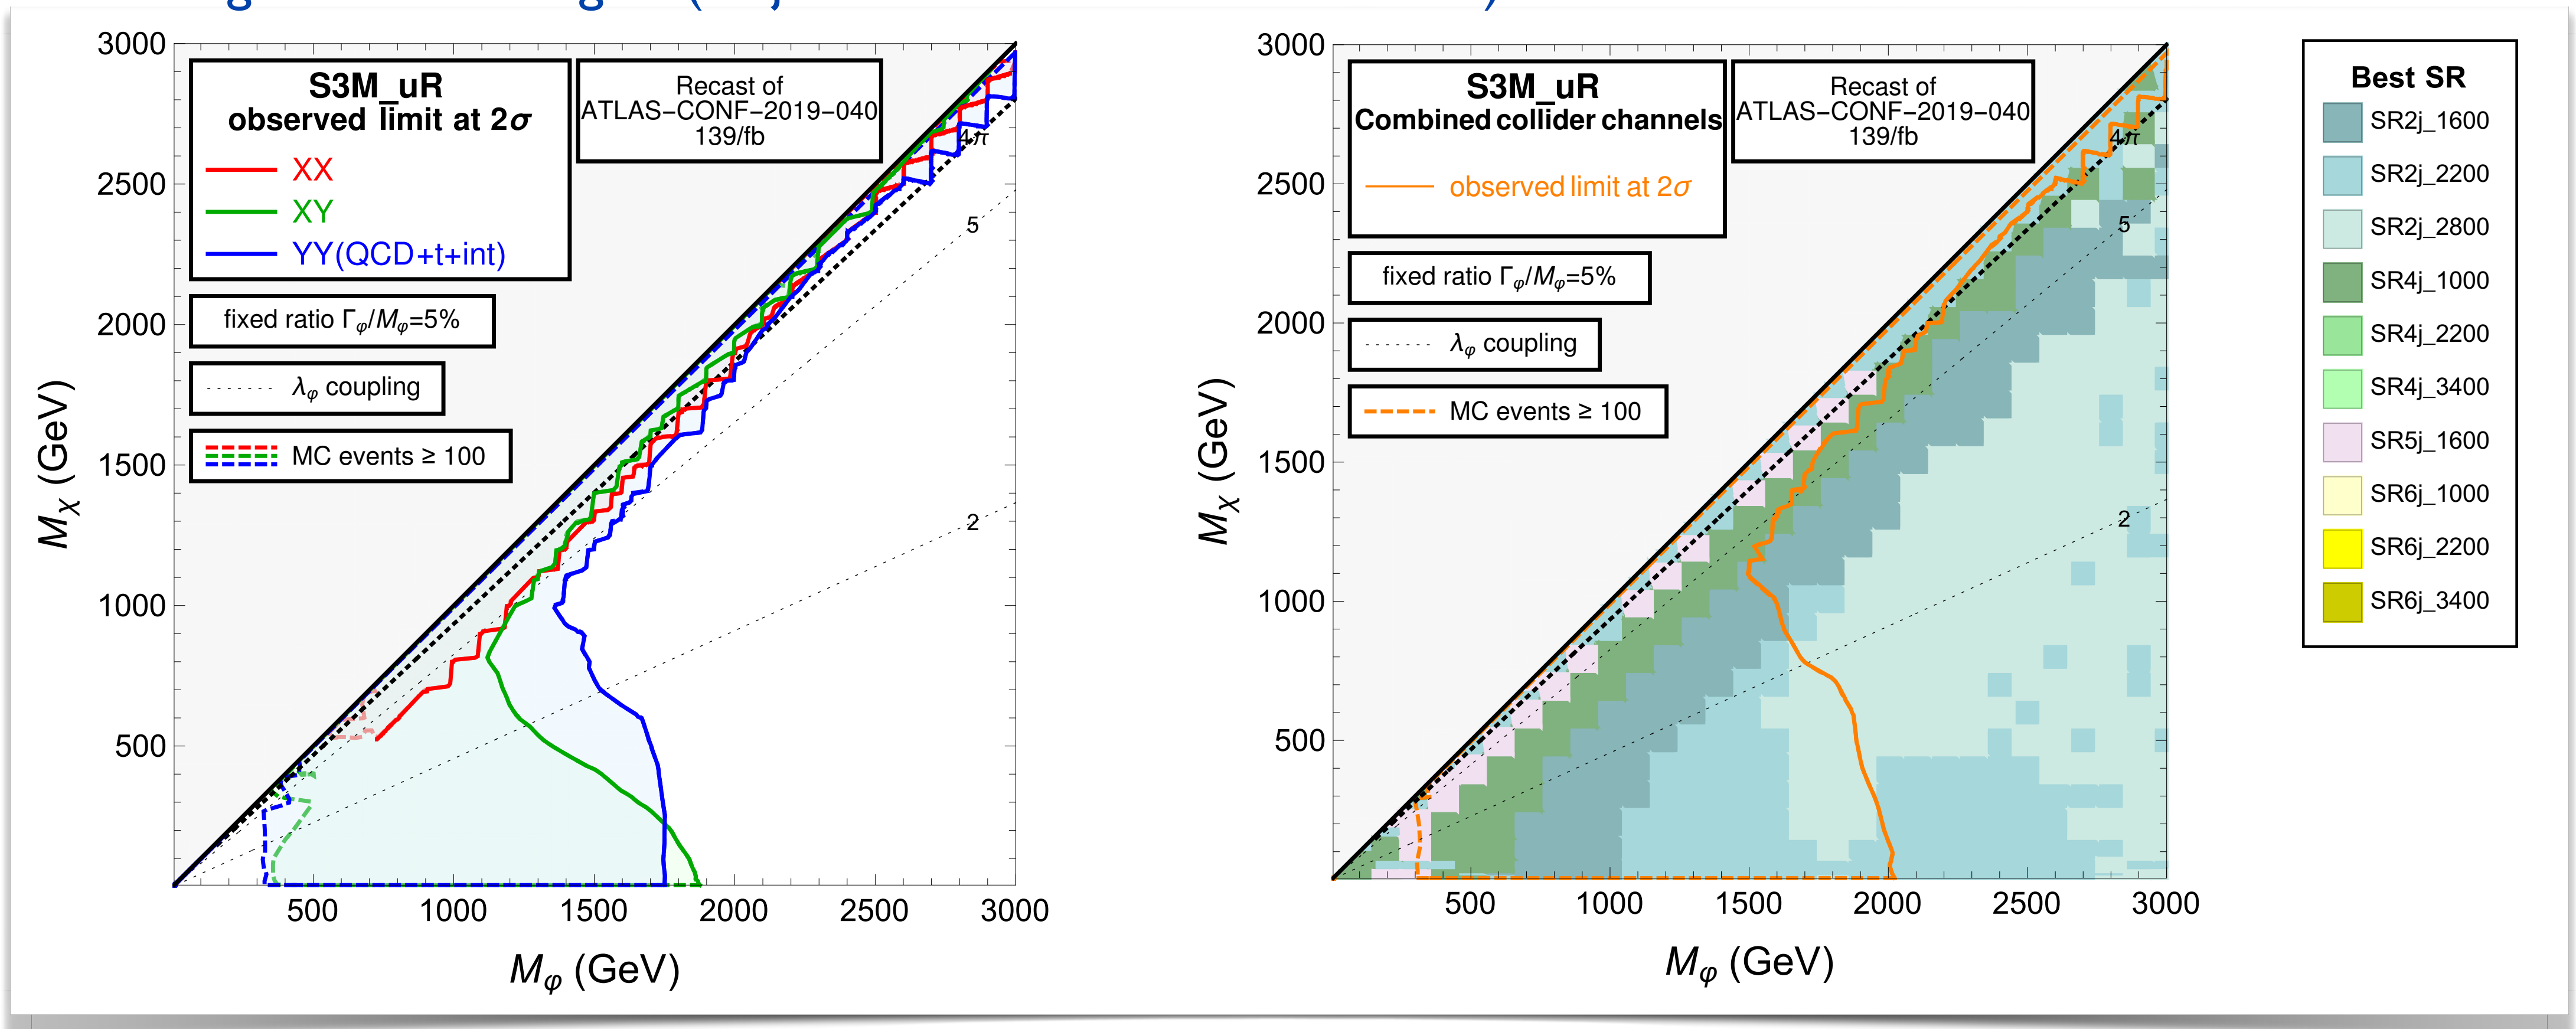 S3M_uR
observed limit at 2σ
XX
XY
YY(QCD+t+int)
Recast of
ATLAS−CONF−2019−040
139/fb
fixed ratio Γφ/Mφ=5%
λφ coupling
MC events ≥ 100
4π
5
2
3000
2500
2000
1500
1000
500
500 1000 1500 2000 2500 3000
Mχ (GeV)
Mφ (GeV)
S3M_uR
Combined collider channels
observed limit at 2σ
Recast of
ATLAS−CONF−2019−040
139/fb
fixed ratio Γφ/Mφ=5%
λφ coupling
MC events ≥ 100
4π
5
2
3000
2500
2000
1500
1000
500
500 1000 1500 2000 2500 3000
Mχ (GeV)
Mφ (GeV)
Best SR
SR2j_1600
SR2j_2200
SR2j_2800
SR4j_1000
SR4j_2200
SR4j_3400
SR5j_1600
SR6j_1000
SR6j_2200
SR6j_3400